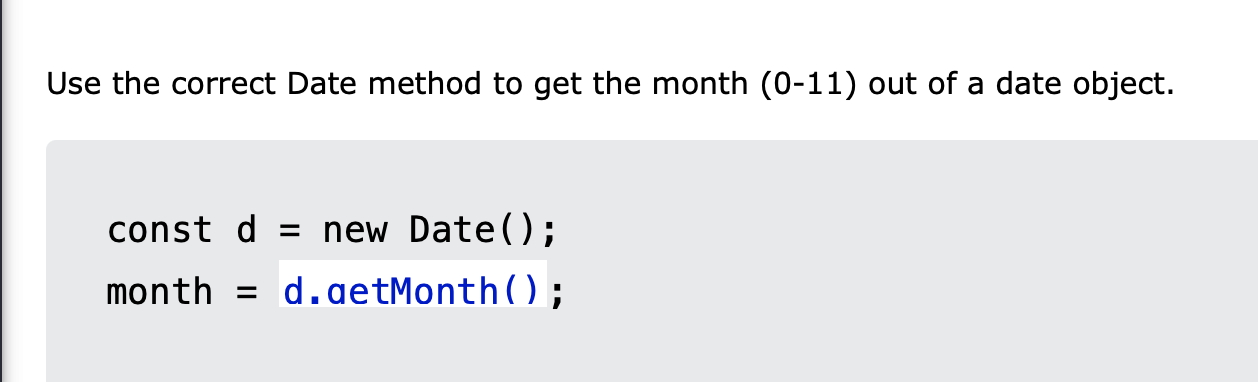 Use the correct Date method to get the month (0-11) out of a date object.
const d = new Date();
month = d.getMonth();